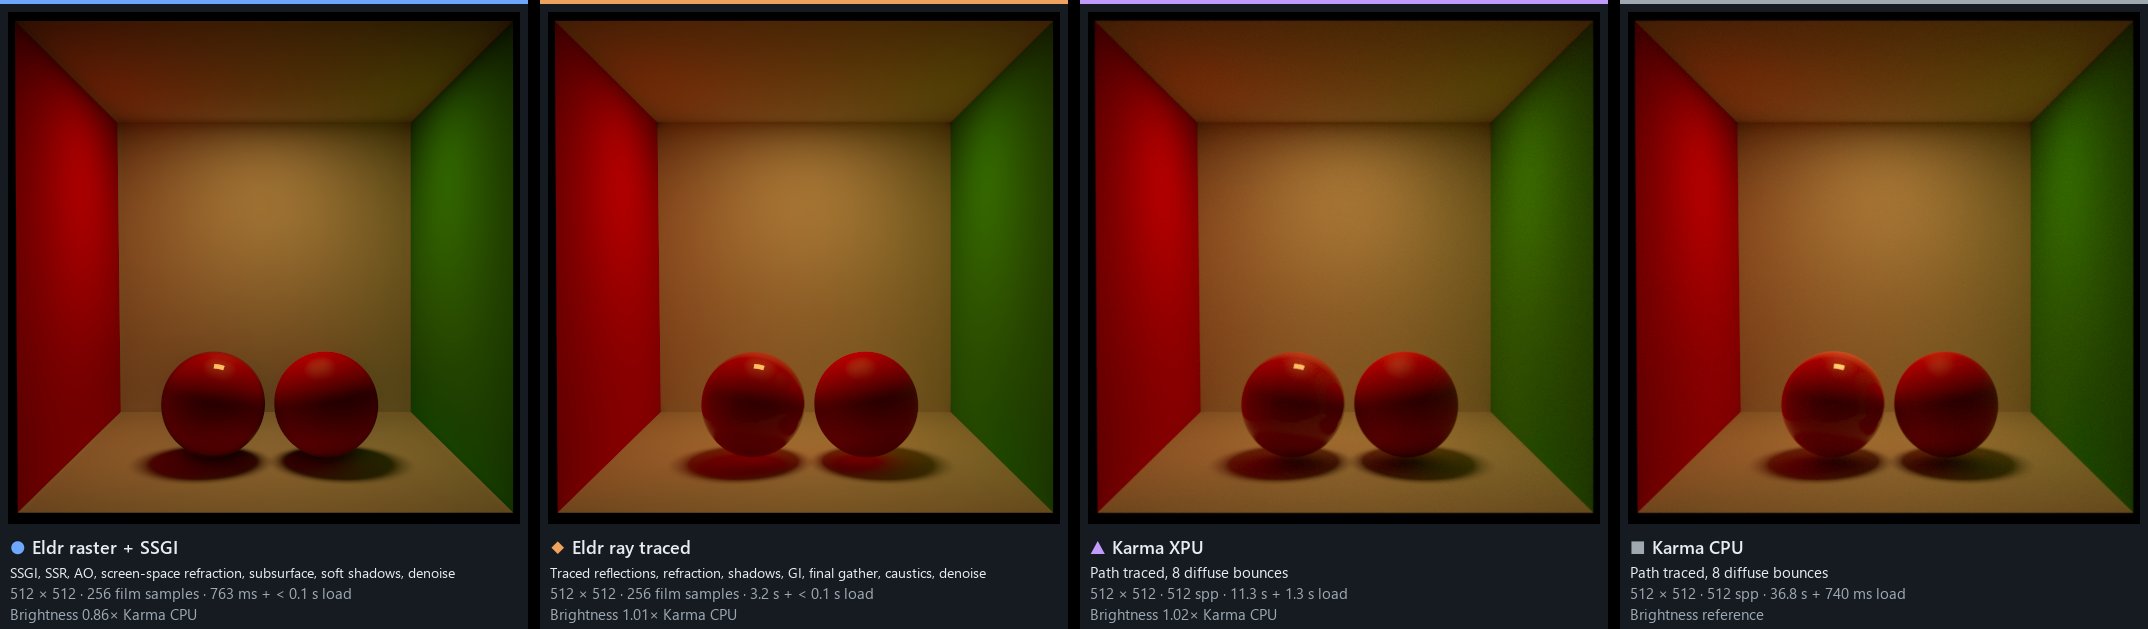 Eldr raster + SSGI
SSGI, SSR, AO, screen-space refraction, subsurface, soft shadows, denoise
512 × 512 · 256 film samples · 763 ms + < 0.1 s load
Brightness 0.86× Karma CPU
Eldr ray traced
Traced reflections, refraction, shadows, GI, final gather, caustics, denoise
512 × 512 · 256 film samples · 3.2 s + < 0.1 s load
Brightness 1.01× Karma CPU
Karma XPU
Path traced, 8 diffuse bounces
512 × 512 · 512 spp · 11.3 s + 1.3 s load
Brightness 1.02× Karma CPU
Karma CPU
Path traced, 8 diffuse bounces
512 × 512 · 512 spp · 36.8 s + 740 ms load
Brightness reference